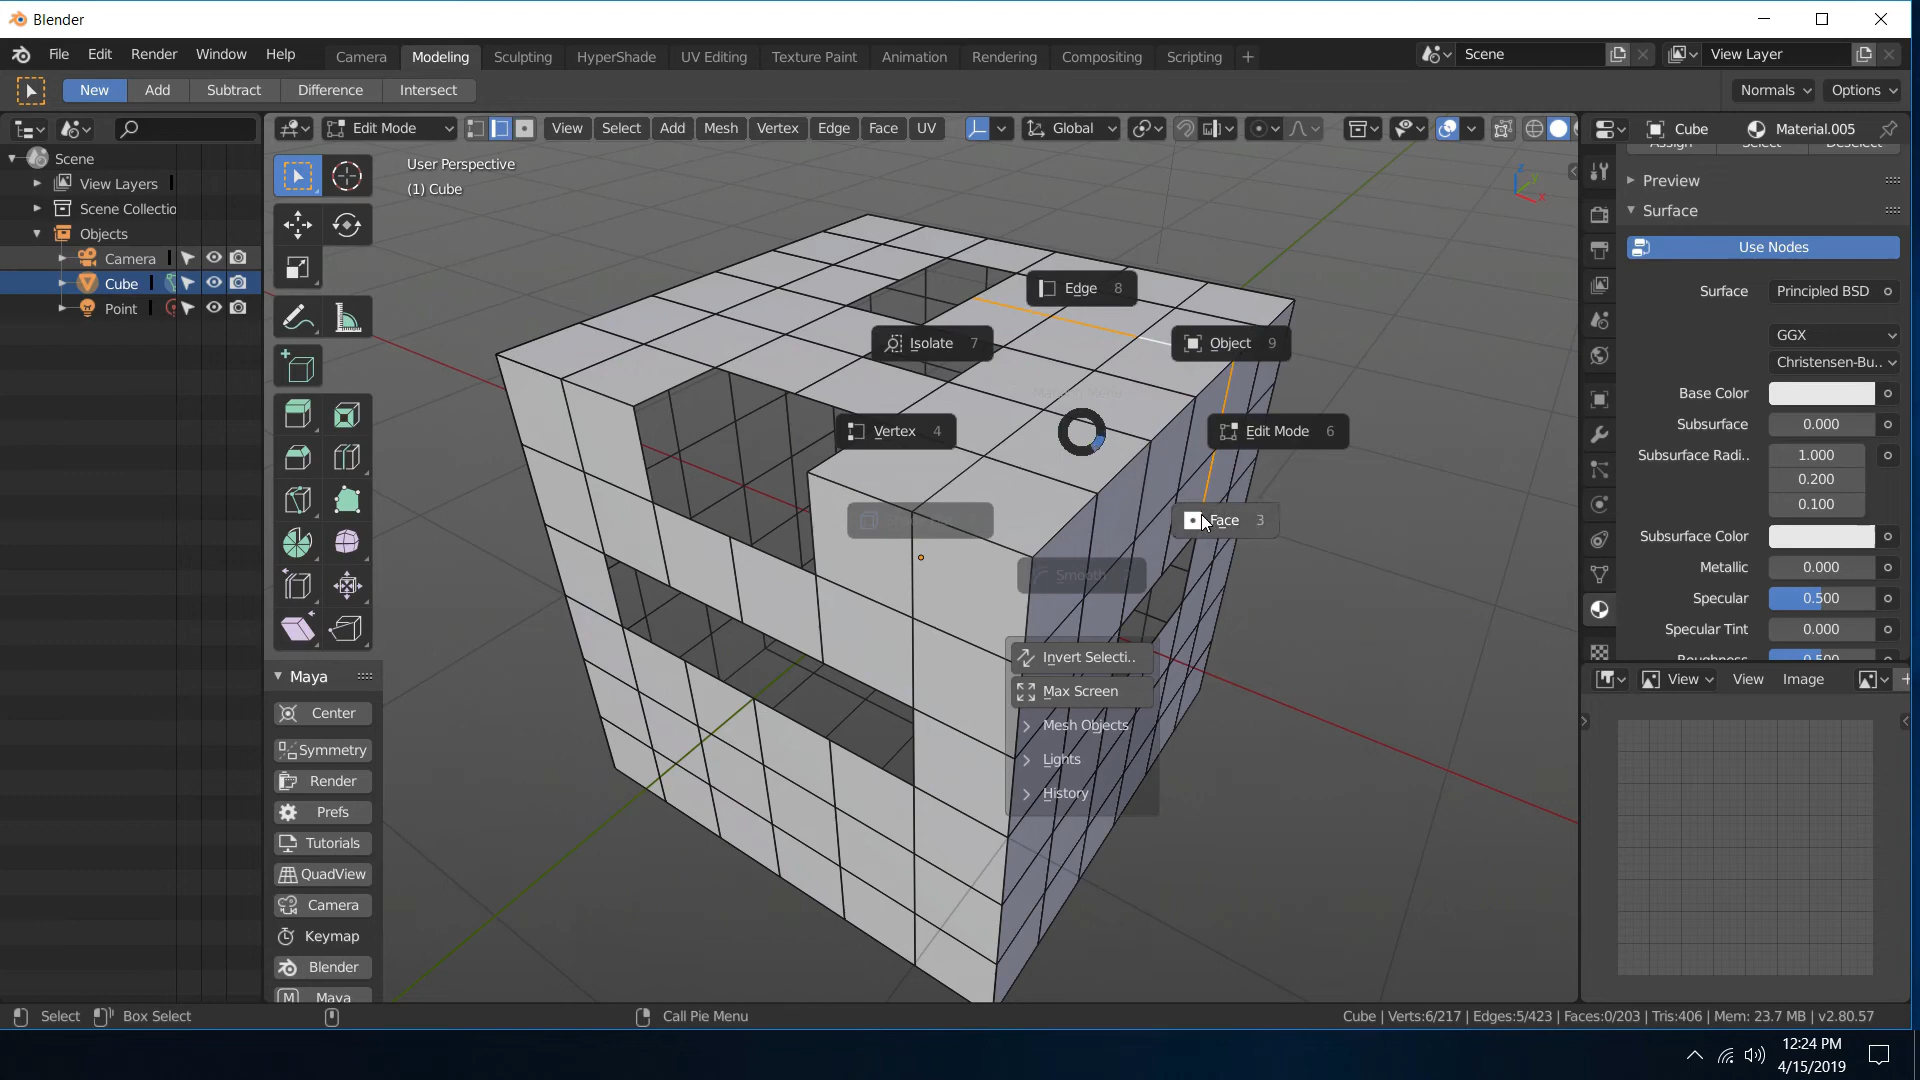 Blender
File Edit Render Window Help Camera Modeling Sculpting HyperShade UV Editing Texture Paint Animation Rendering Compositing Scripting + Scene View Layer
New Add Subtract Difference Intersect Normals Options
Edit Mode View Select Add Mesh Vertex Edge Face UV Global Cube Material.005
Scene
View Layers
Scene Collectio
Objects
Camera
Cube
Point
User Perspective
(1) Cube
Z
Y
X
Edge 8
Isolate 7
Object 9
Vertex 4
Edit Mode 6
Face 3
Smooth
Invert Selecti..
Max Screen
Mesh Objects
Lights
History
Maya
Center
Symmetry
Render
Prefs
Tutorials
QuadView
Camera
Keymap
Blender
M Maya
Assign Select Deselect
Preview
Surface
Use Nodes
Surface Principled BSD
GGX
Christensen-Bu..
Base Color
Subsurface 0.000
Subsurface Radi.. 1.000
0.200
0.100
Subsurface Color
Metallic 0.000
Specular 0.500
Specular Tint 0.000
Roughness 0.500
View View Image
Select Box Select Call Pie Menu Cube | Verts:6/217 | Edges:5/423 | Faces:0/203 | Tris:406 | Mem: 23.7 MB | v2.80.57
12:24 PM
4/15/2019